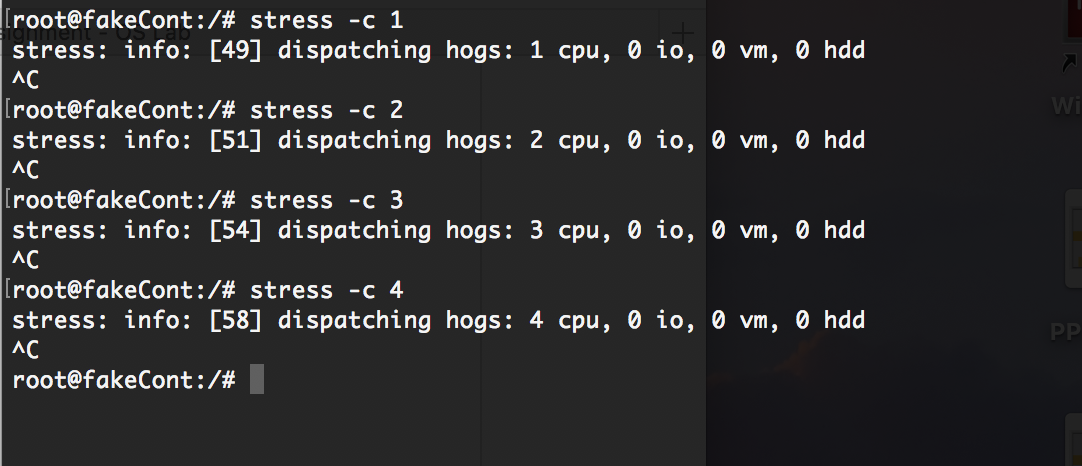 [root@fakeCont:/# stress -c 1
stress: info: [49] dispatching hogs: 1 cpu, 0 io, 0 vm, 0 hdd
^C
[root@fakeCont:/# stress -c 2
stress: info: [51] dispatching hogs: 2 cpu, 0 io, 0 vm, 0 hdd
^C
[root@fakeCont:/# stress -c 3
stress: info: [54] dispatching hogs: 3 cpu, 0 io, 0 vm, 0 hdd
^C
[root@fakeCont:/# stress -c 4
stress: info: [58] dispatching hogs: 4 cpu, 0 io, 0 vm, 0 hdd
^C
root@fakeCont:/#
Wi
PP